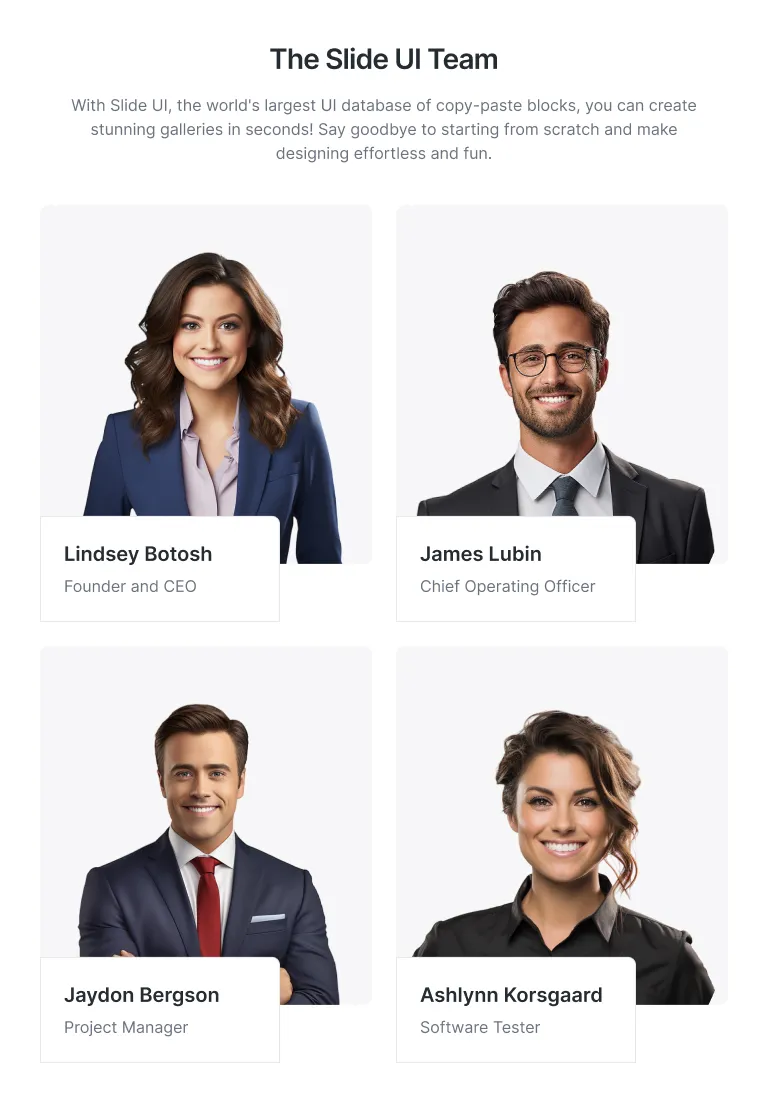 The Slide UI Team
With Slide UI, the world's largest UI database of copy-paste blocks, you can create
stunning galleries in seconds! Say goodbye to starting from scratch and make
designing effortless and fun.
Lindsey Botosh
Founder and CEO
James Lubin
Chief Operating Officer
Jaydon Bergson
Project Manager
Ashlynn Korsgaard
Software Tester